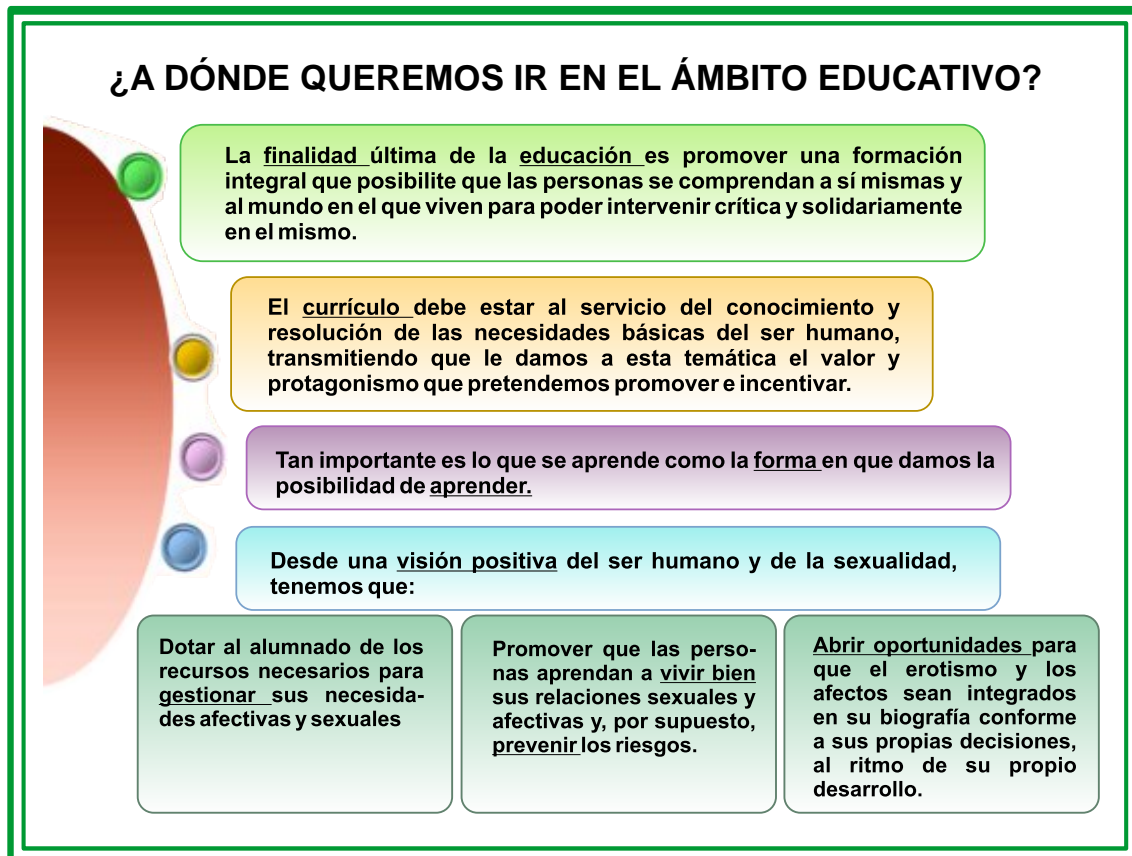 ¿A DÓNDE QUEREMOS IR EN EL ÁMBITO EDUCATIVO?
La finalidad última de la educación es promover una formación
integral que posibilite que las personas se comprendan a sí mismas y
al mundo en el que viven para poder intervenir crítica y solidariamente
en el mismo.
El currículo debe estar al servicio del conocimiento y
resolución de las necesidades básicas del ser humano,
transmitiendo que le damos a esta temática el valor y
protagonismo que pretendemos promover e incentivar.
Tan importante es lo que se aprende como la forma en que damos la
posibilidad de aprender.
Desde una visión positiva del ser humano y de la sexualidad,
tenemos que:
Dotar al alumnado de los
recursos necesarios para
gestionar sus necesida-
des afectivas y sexuales
Promover que las perso-
nas aprendan a vivir bien
sus relaciones sexuales y
afectivas y, por supuesto,
prevenir los riesgos.
Abrir oportunidades para
que el erotismo y los
afectos sean integrados
en su biografía conforme
a sus propias decisiones,
al ritmo de su propio
desarrollo.